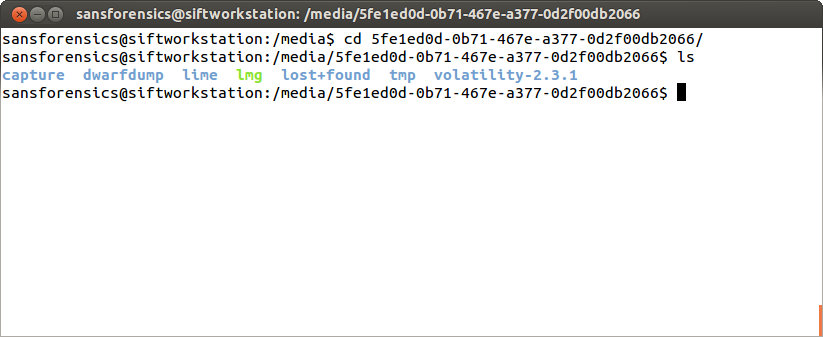 sansforensics@siftworkstation: /media/5fe1ed0d-0b71-467e-a377-0d2f00db2066
sansforensics@siftworkstation:/media$ cd 5fe1ed0d-0b71-467e-a377-0d2f00db2066/
sansforensics@siftworkstation:/media/5fe1ed0d-0b71-467e-a377-0d2f00db2066$ ls
capture  dwarfdump  lime  lmg  lost+found  tmp  volatility-2.3.1
sansforensics@siftworkstation:/media/5fe1ed0d-0b71-467e-a377-0d2f00db2066$